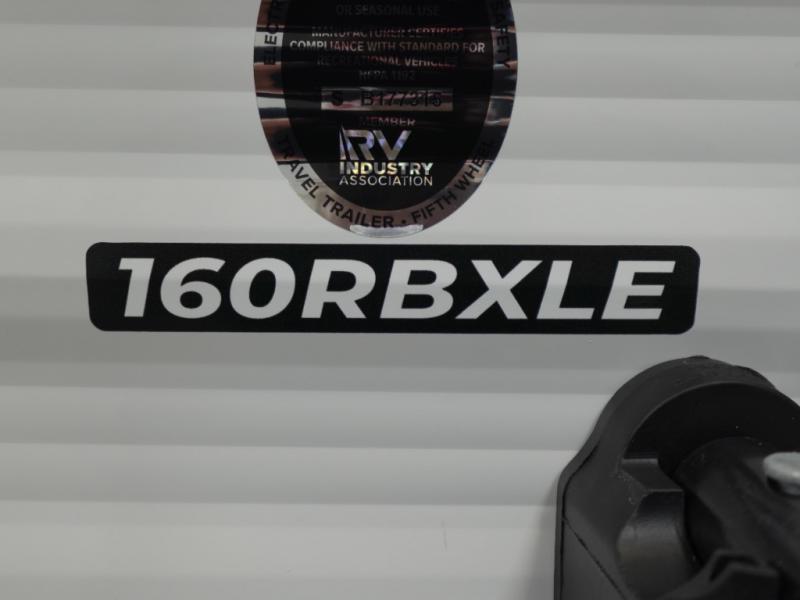 OR SEASONAL USE
MANUFACTURER CERTIFIES
COMPLIANCE WITH STANDARD FOR
RECREATIONAL VEHICLES
NFPA 1192
S B177315
MEMBER
RV
INDUSTRY
ASSOCIATION
TRAVEL TRAILER • FIFTH WHEEL
160RBXLE